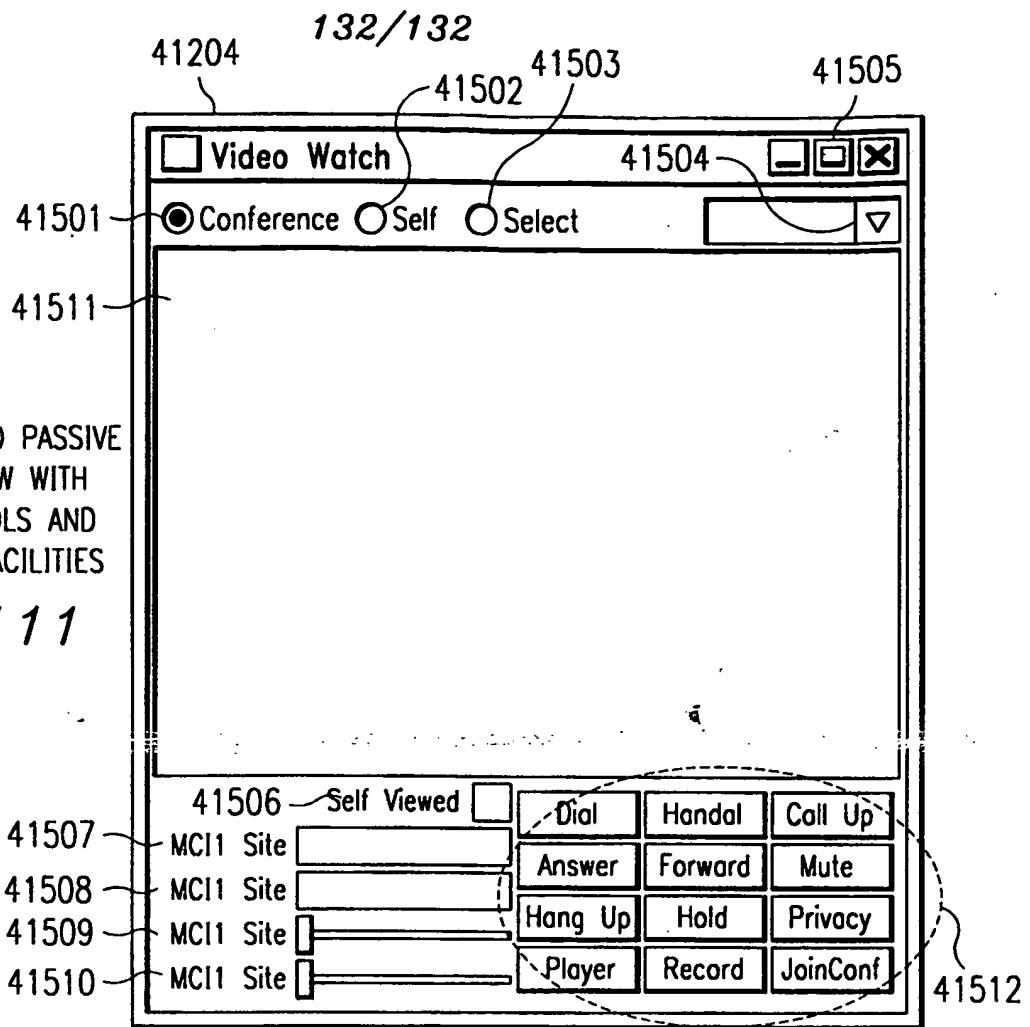 132/132
41204
41502
41503
41505
Video Watch
41504
41501
Conference
Self
Select
41511
PASSIVE
WITH
AND
11
41506
Self Viewed
41507
MCI1 Site
41508
MCI1 Site
41509
MCI1 Site
41510
MCI1 Site
Dial
Handal
Call Up
Answer
Forward
Mute
Hang Up
Hold
Privacy
Player
Record
JoinConf
41512